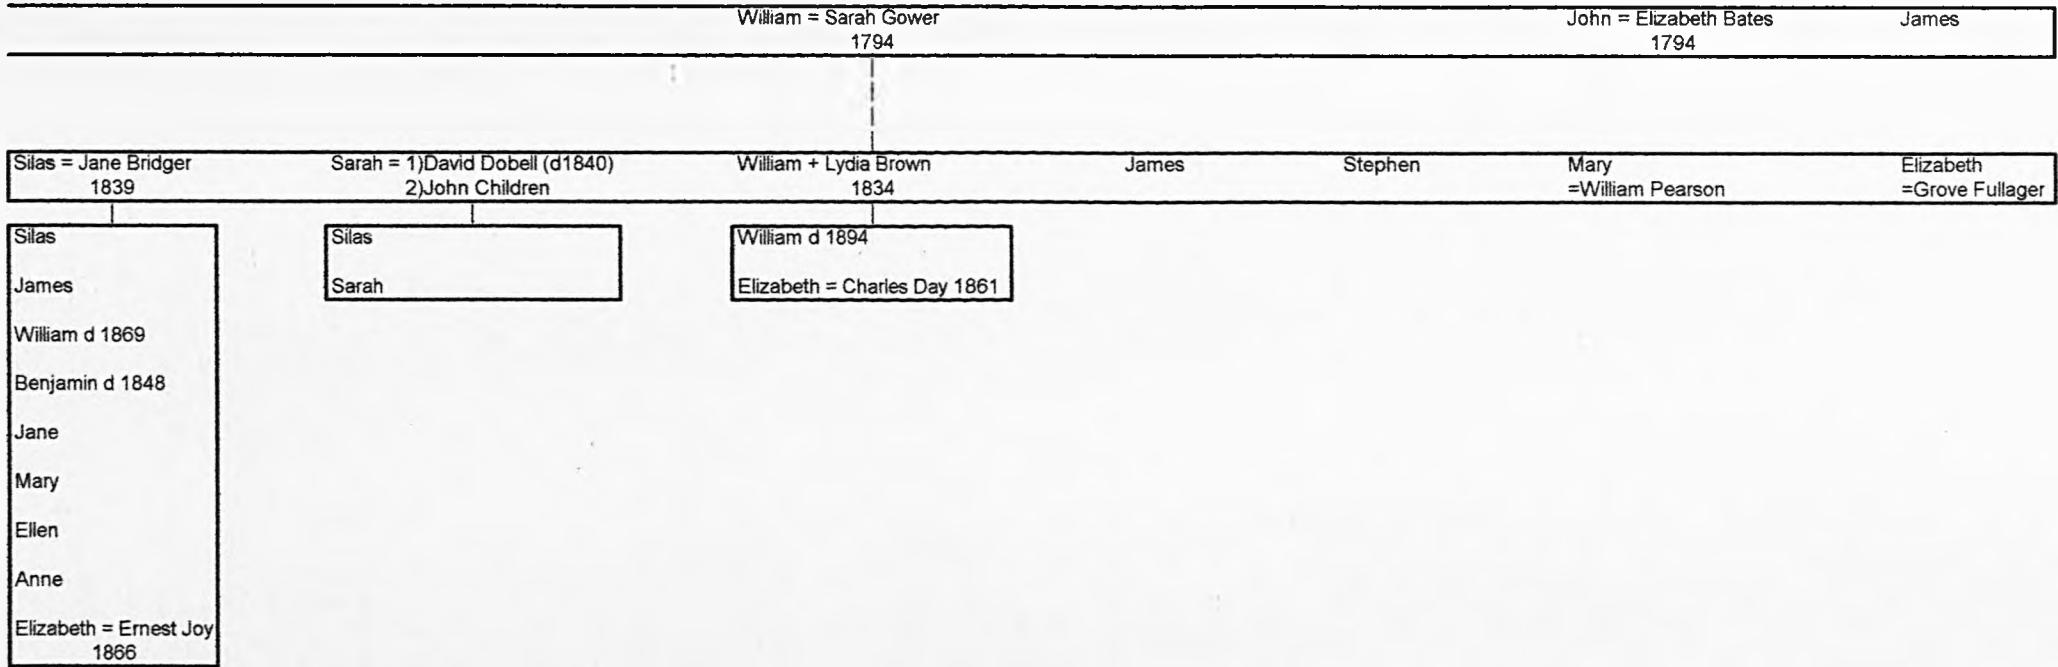 William = Sarah Gower
1794
John = Elizabeth Bates
1794
James
Silas = Jane Bridger
1839
Sarah = 1)David Dobell (d1840)
2)John Children
William + Lydia Brown
1834
James
Stephen
Mary
=William Pearson
Elizabeth
=Grove Fullager
Silas
James
William d 1869
Benjamin d 1848
Jane
Mary
Ellen
Anne
Elizabeth = Ernest Joy
1866
Silas
Sarah
William d 1894
Elizabeth = Charles Day 1861